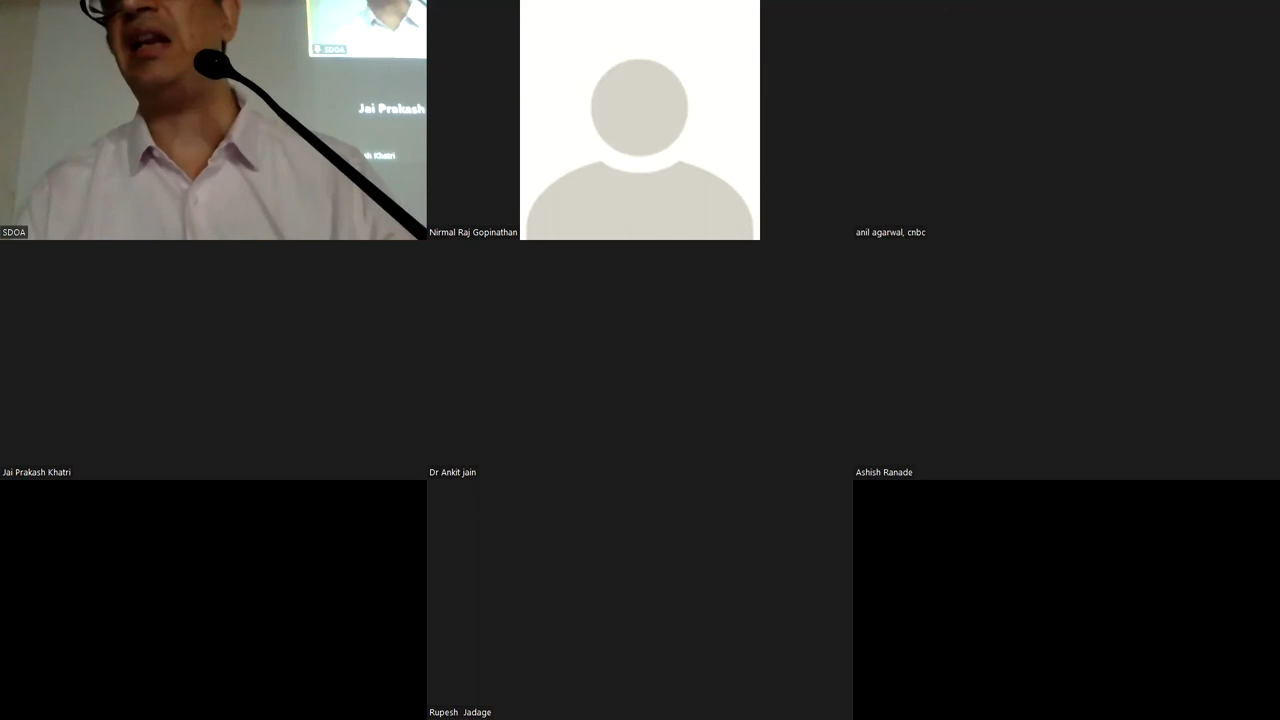 SDOA
Jai Prakash
Khatri
SDOA
Nirmal Raj Gopinathan
anil agarwal, cnbc
Jai Prakash Khatri
Dr Ankit jain
Ashish Ranade
Rupesh Jadage